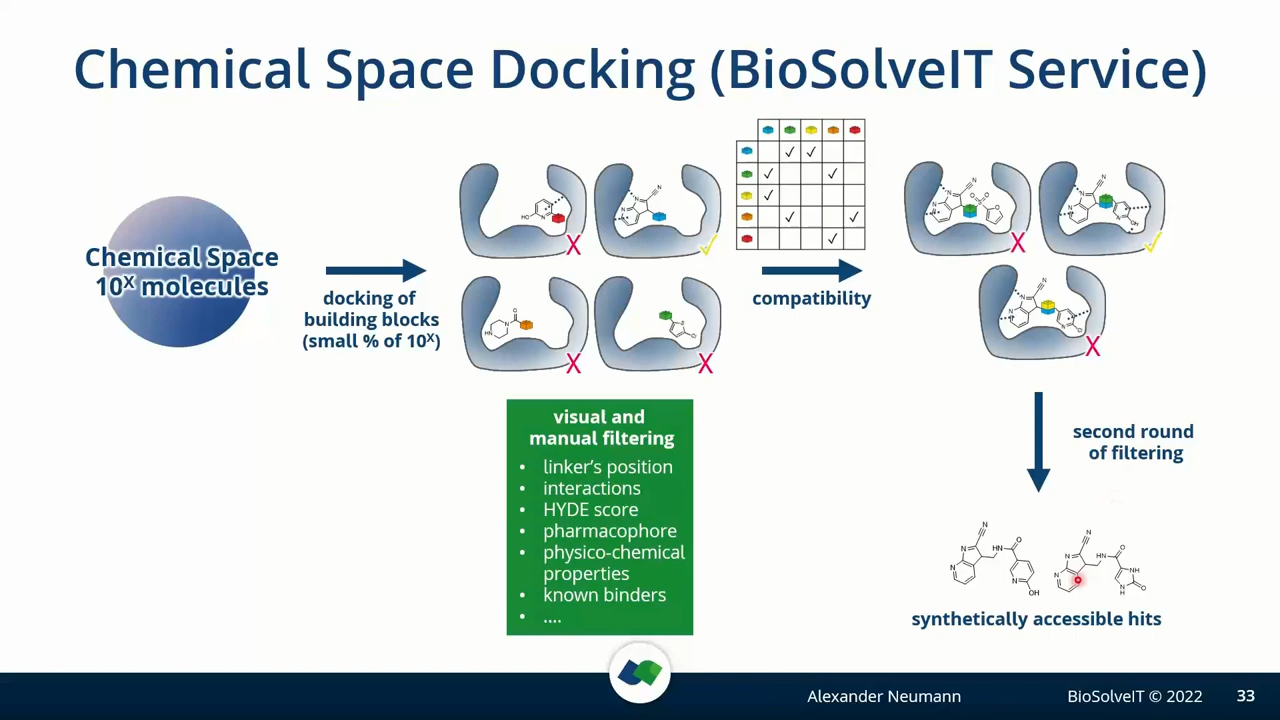 Chemical Space Docking (BioSolveIT Service)
Chemical Space
10ˣ molecules
docking of
building blocks
(small % of 10ˣ)
compatibility
visual and
manual filtering
• linker's position
• interactions
• HYDE score
• pharmacophore
• physico-chemical
properties
• known binders
• ....
second round
of filtering
synthetically accessible hits
Alexander Neumann
BioSolveIT © 2022
33